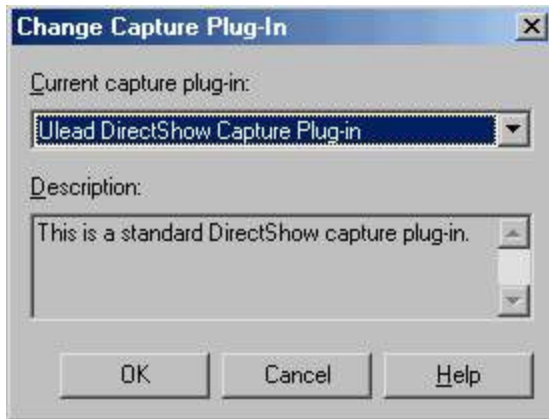 Change Capture Plug-In
Current capture plug-in:
Ulead DirectShow Capture Plug-in
Description:
This is a standard DirectShow capture plug-in.
OK Cancel Help